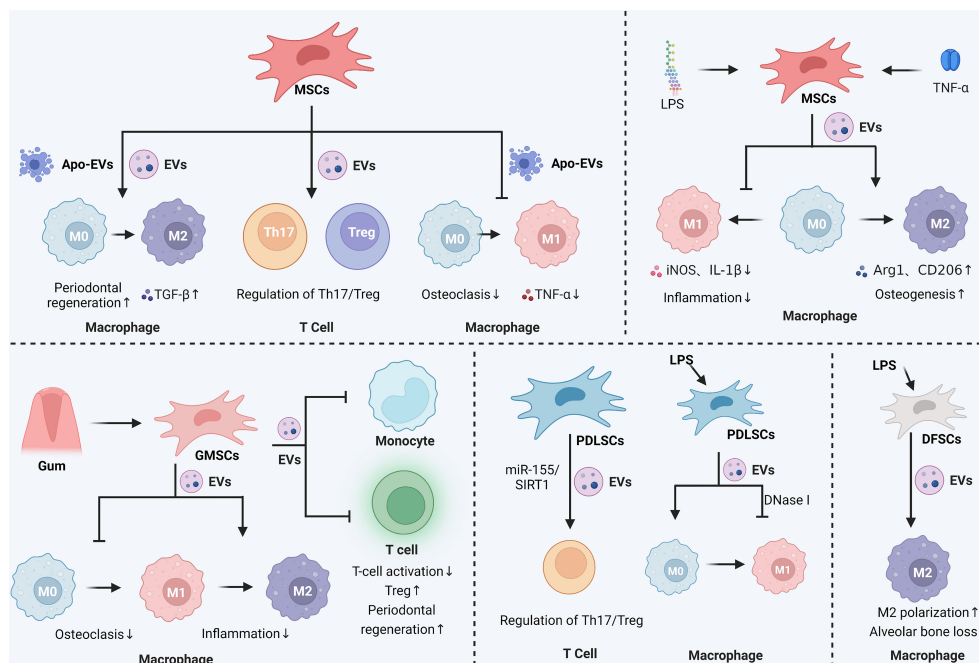 MSCs
Apo-EVs
EVs
EVs
Apo-EVs
M0
M2
Th17
Treg
M0
M1
Periodontal
regeneration↑
TGF-β↑
Regulation of Th17/Treg
Osteoclasis↓
TNF-α↓
Macrophage
T Cell
Macrophage
LPS
MSCs
TNF-α
EVs
M1
M0
M2
iNOS、IL-1β↓
Arg1、CD206↑
Inflammation↓
Osteogenesis↑
Macrophage
Gum
GMSCs
EVs
EVs
Monocyte
T cell
T-cell activation↓
Treg↑
Periodontal
regeneration↑
M0
M1
M2
Osteoclasis↓
Inflammation↓
Macrophage
PDLSCs
miR-155/
SIRT1
EVs
Regulation of Th17/Treg
T Cell
LPS
PDLSCs
EVs
DNase I
M0
M1
Macrophage
LPS
DFSCs
EVs
M2
M2 polarization↑
Alveolar bone loss
Macrophage